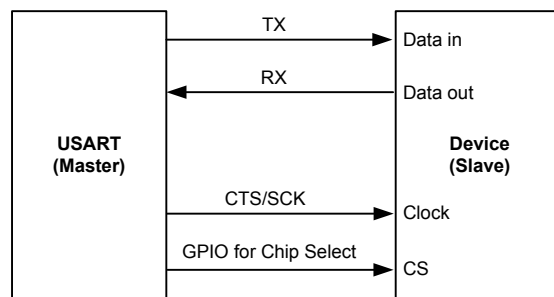 TX
Data in
RX
Data out
USART
(Master)
Device
(Slave)
CTS/SCK
Clock
GPIO for Chip Select
CS